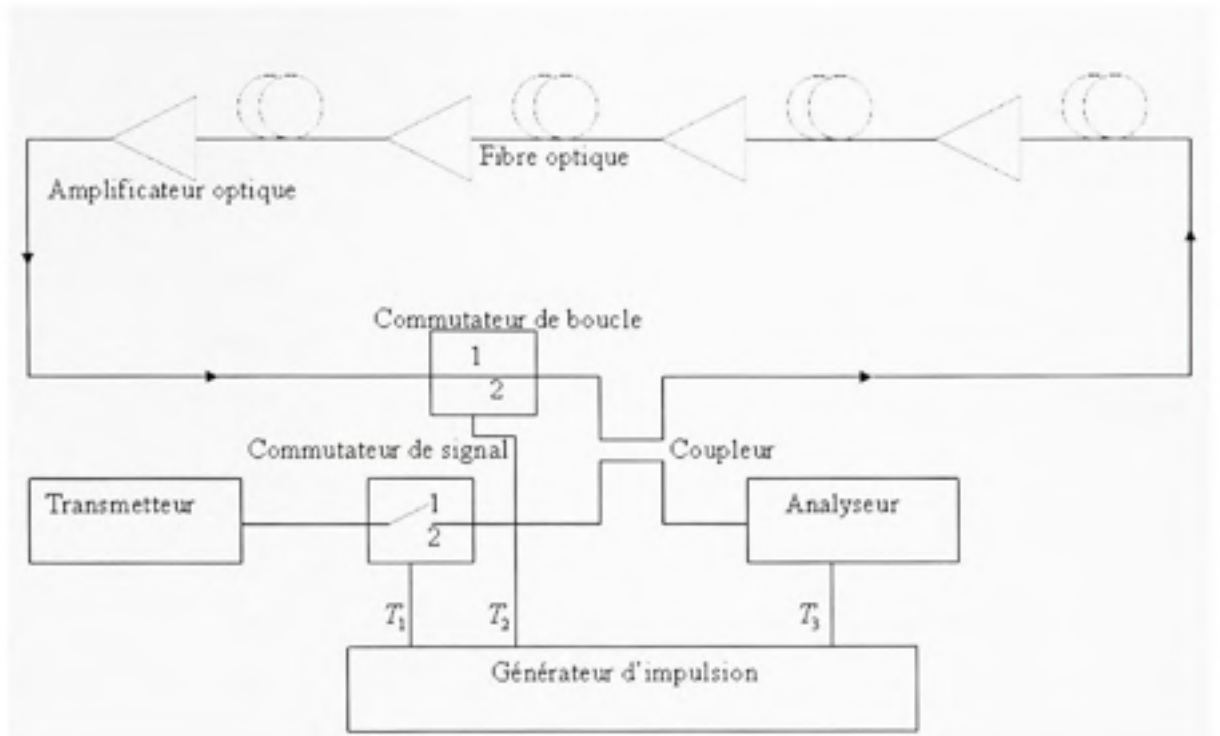 Fibre optique
Amplificateur optique
Commutateur de boucle
1
2
Commutateur de signal
Coupleur
Transmetteur
1
2
Analyseur
T1
T2
T3
Générateur d'impulsion